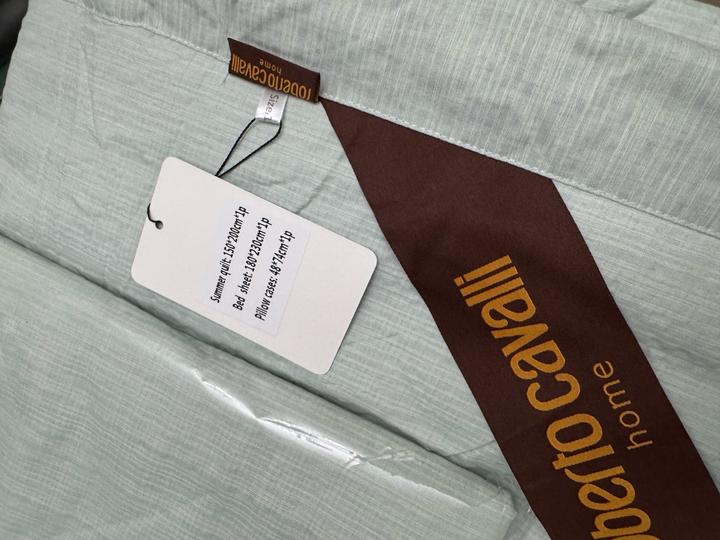 roberto cavalli
home
Size:
Summer quilt: 150*200cm*1p
Bed sheet: 180*230cm*1p
Pillow cases: 48*74cm*1p
oberto cavalli
home